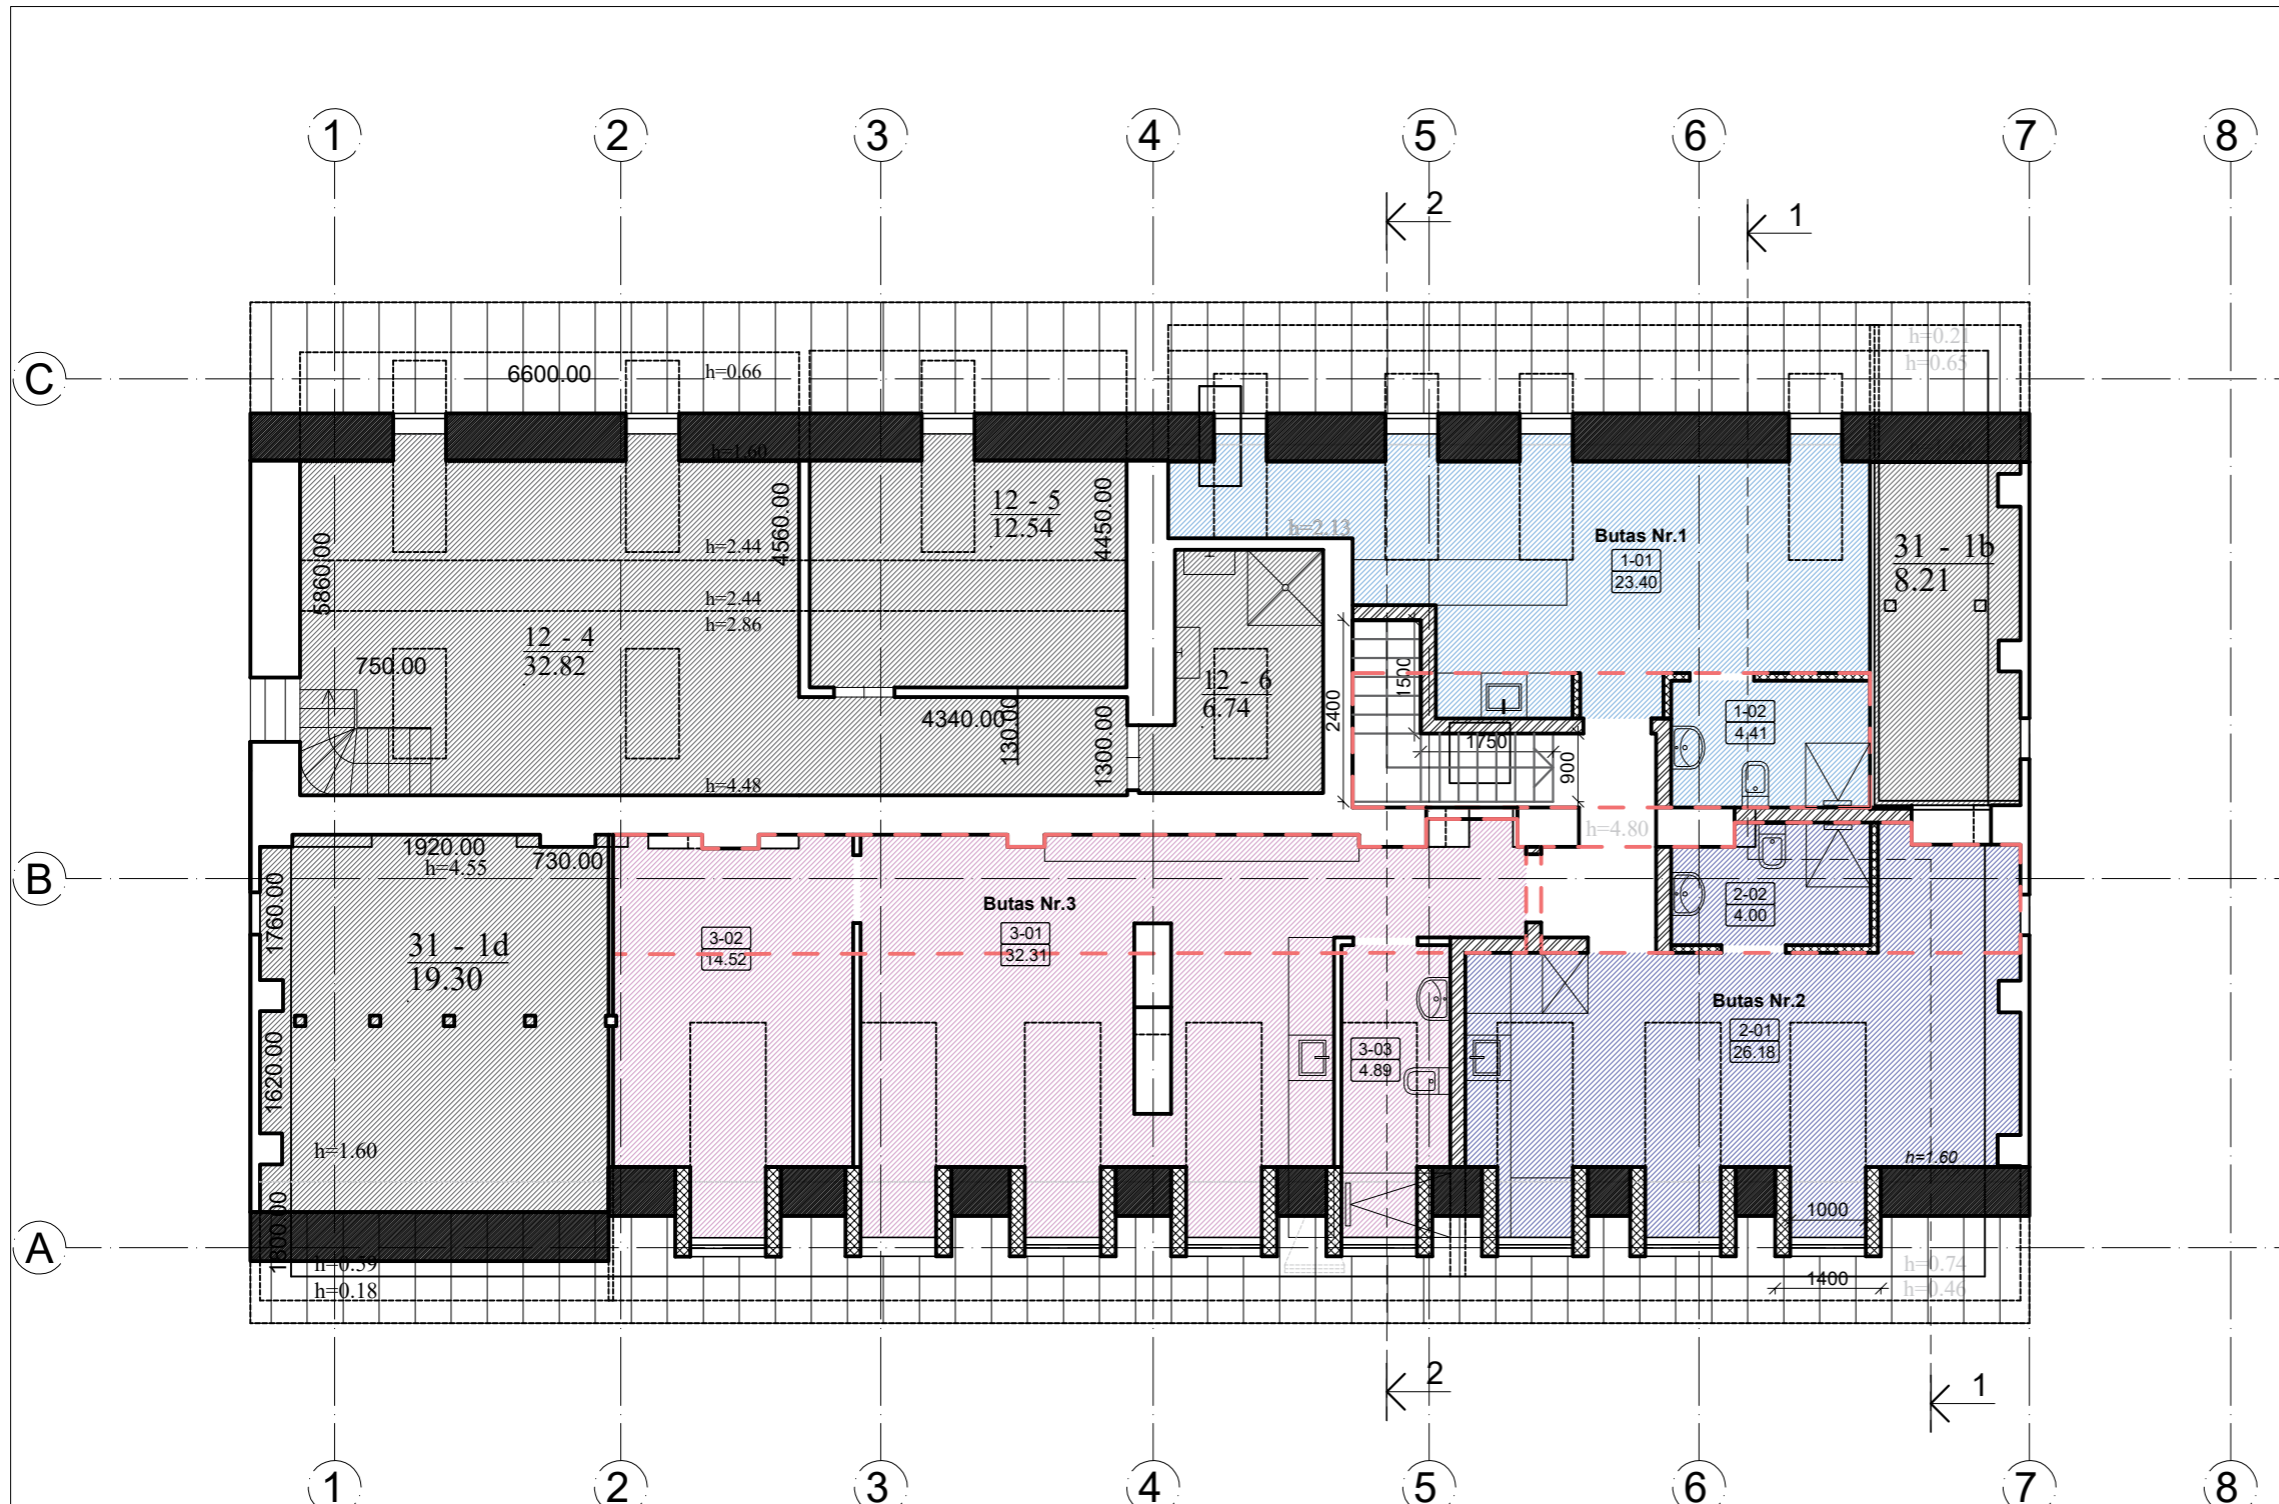 1 2 3 4 5 6 7 8
2 1
C
6600.00
h=0.66
h=0.21
h=0.65
h=1.60
12 - 5
12.54
4560.00
4450.00
5860.00
h=2.44
h=2.44
h=2.86
12 - 4
32.82
750.00
h=2.13
Butas Nr.1
1-01
23.40
31 - 1b
8.21
12 - 6
6.74
4340.00
130.00
1300.00
h=4.48
2400
1500
1750
900
1-02
4.41
h=4.80
B
1920.00
h=4.55
730.00
1760.00
31 - 1d
19.30
1620.00
h=1.60
1800.00
h=0.59
h=0.18
Butas Nr.3
3-02
14.52
3-01
32.31
3-03
4.89
2-02
4.00
Butas Nr.2
2-01
26.18
h=1.60
1000
1400
h=0.74
h=0.46
A
2 1
1 2 3 4 5 6 7 8